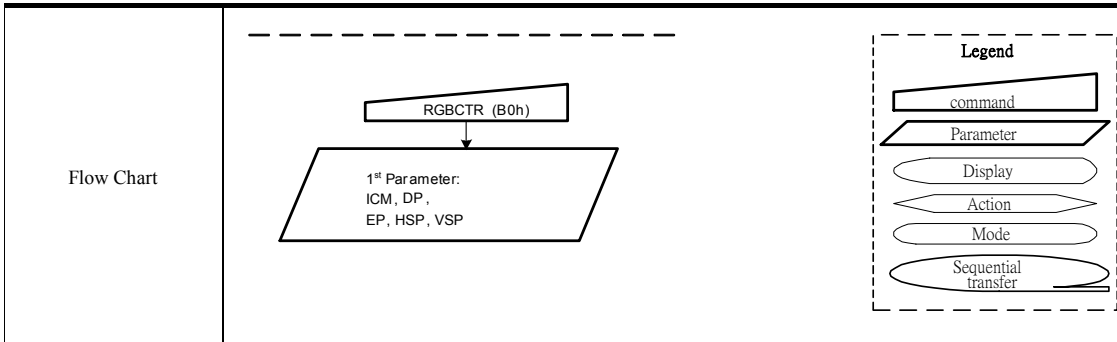 Flow Chart
RGBCTR (B0h)
1st Parameter:
ICM, DP,
EP, HSP, VSP
Legend
command
Parameter
Display
Action
Mode
Sequential
transfer